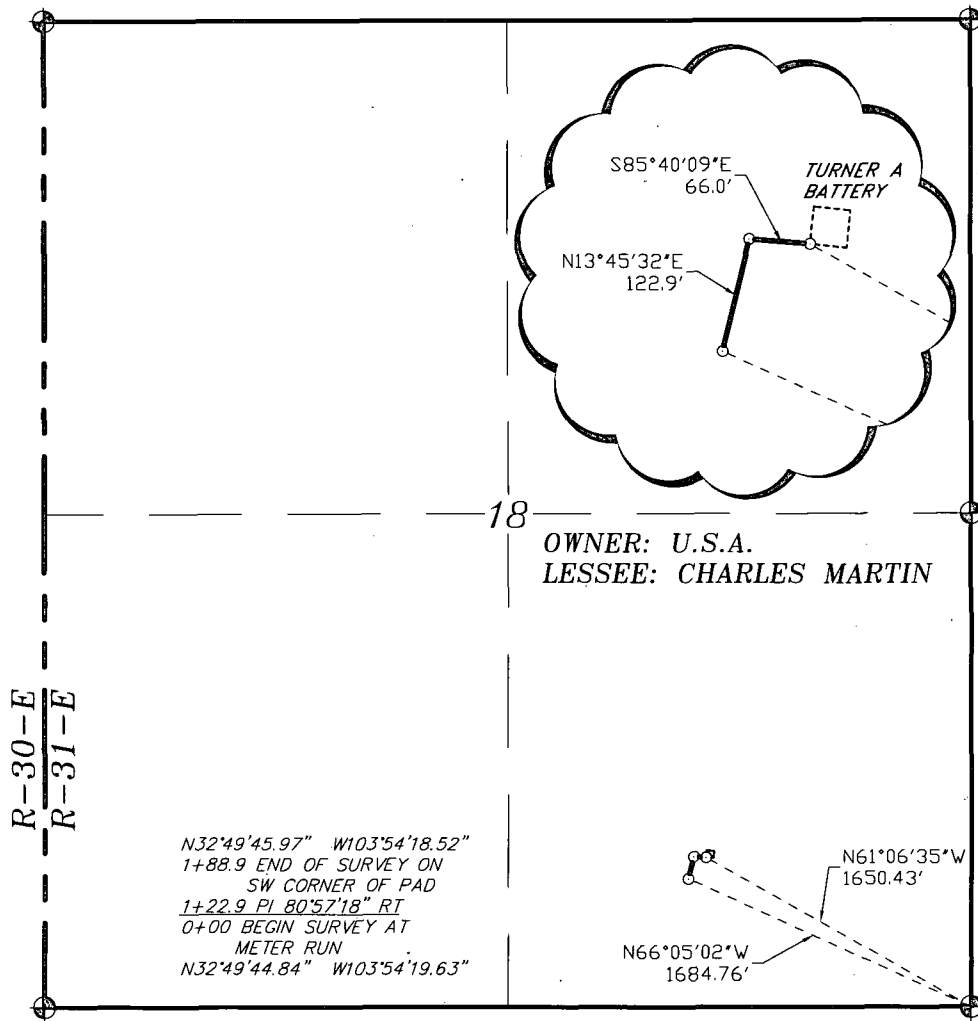 S85°40'09"E
66.0'
TURNER A
BATTERY
N13°45'32"E
122.9'
18
OWNER: U.S.A.
LESSEE: CHARLES MARTIN
R-30-E
R-31-E
N32°49'45.97" W103°54'18.52"
1+88.9 END OF SURVEY ON
SW CORNER OF PAD
1+22.9 PI 80°57'18" RT
0+00 BEGIN SURVEY AT
METER RUN
N32°49'44.84" W103°54'19.63"
N61°06'35"W
1650.43'
N66°05'02"W
1684.76'